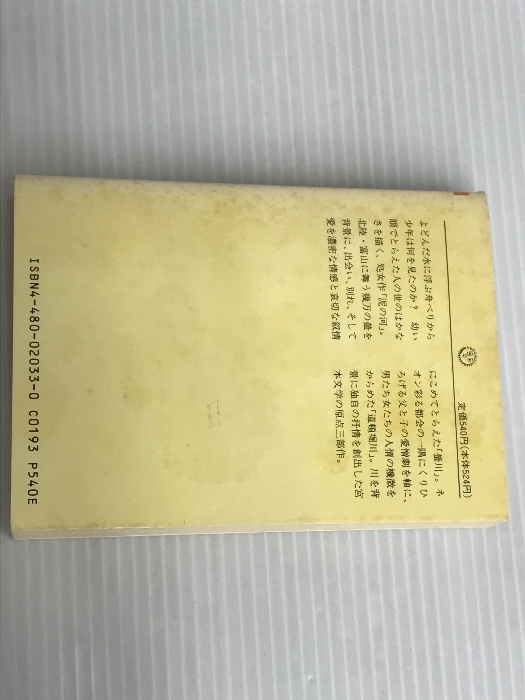 よどんだ水に浮ぶ舟べりから
少年は何を見たのか? 幼い
眼でとらえた人の世のはかな
さを描く、処女作「泥の河」。
北陸・富山に舞う幾万の螢を
背景に、出会い、別れ、そして
愛を濃密な情感と哀切な叙情
にこめてとらえた「螢川」。ネ
オン彩る都会の一隅にくりひ
ろげる父と子の愛憎劇を軸に、
男たち女たちの人情の機微を
からめた「道頓堀川」。川を背
景に独自の抒情を創出した宮
本文学の原点三部作。
定価540円(本体524円)
ISBN4-480-02033-0 C0193 P540E